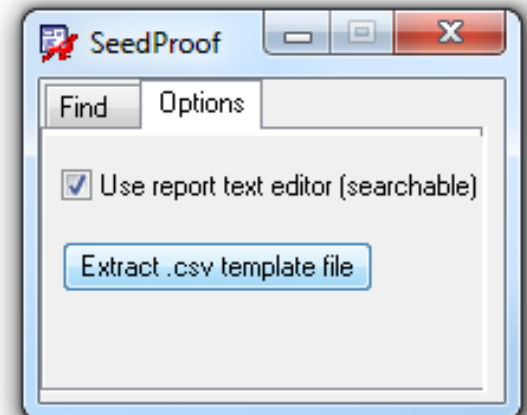 SeedProof
Find
Options
Use report text editor (searchable)
Extract .csv template file